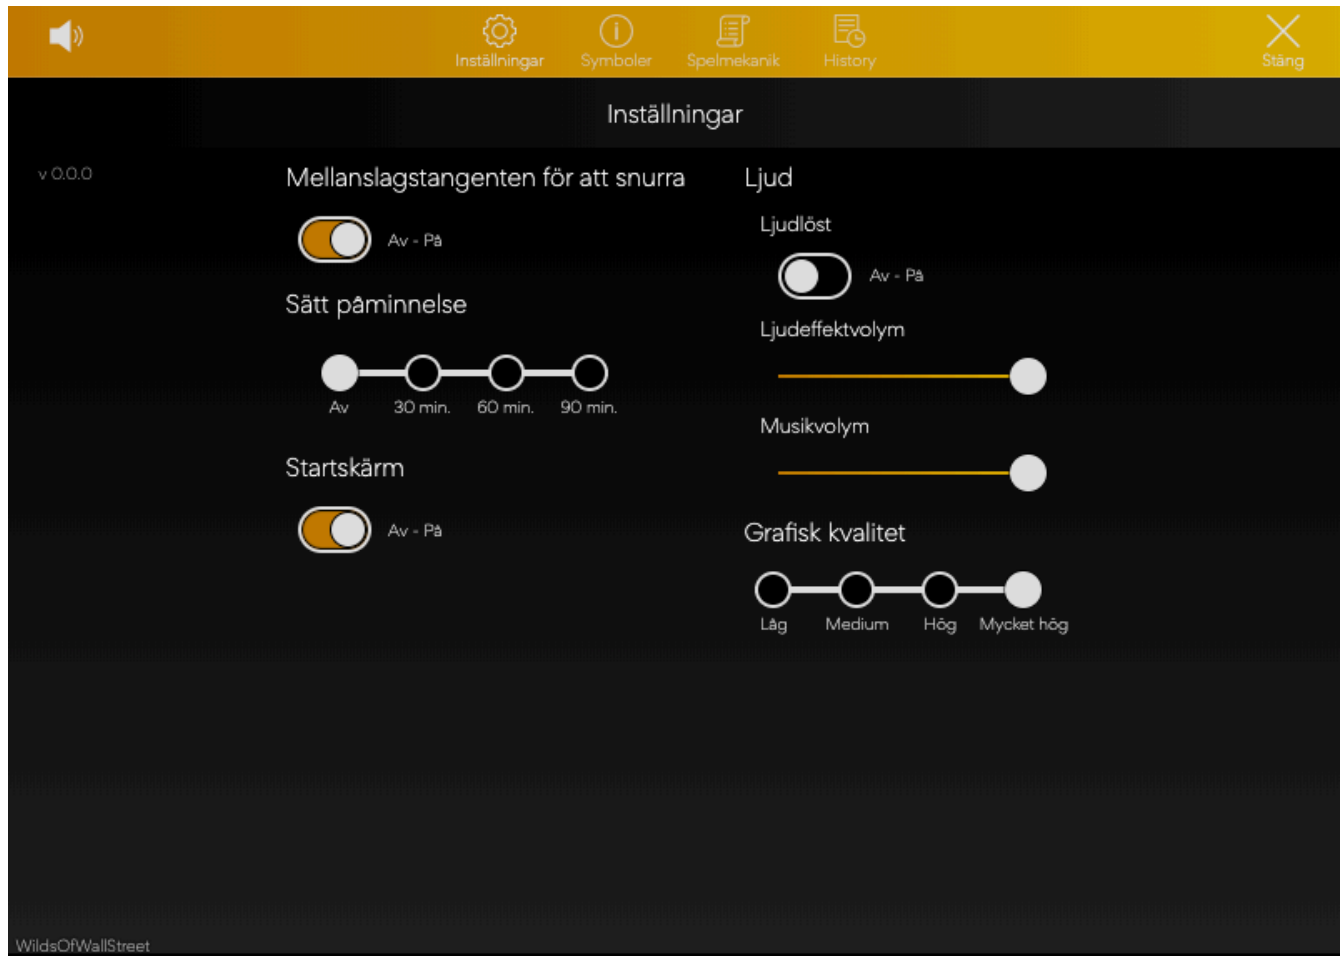 Inställningar
Symboler
Spelmekanik
History
Stäng
Inställningar
v 0.0.0
Mellanslagstangenten för att snurra
Av - På
Sätt påminnelse
Av
30 min.
60 min.
90 min.
Startskärm
Av - På
Ljud
Ljudlöst
Av - På
Ljudeffektvolym
Musikvolym
Grafisk kvalitet
Låg
Medium
Hög
Mycket hög
WildsOfWallStreet